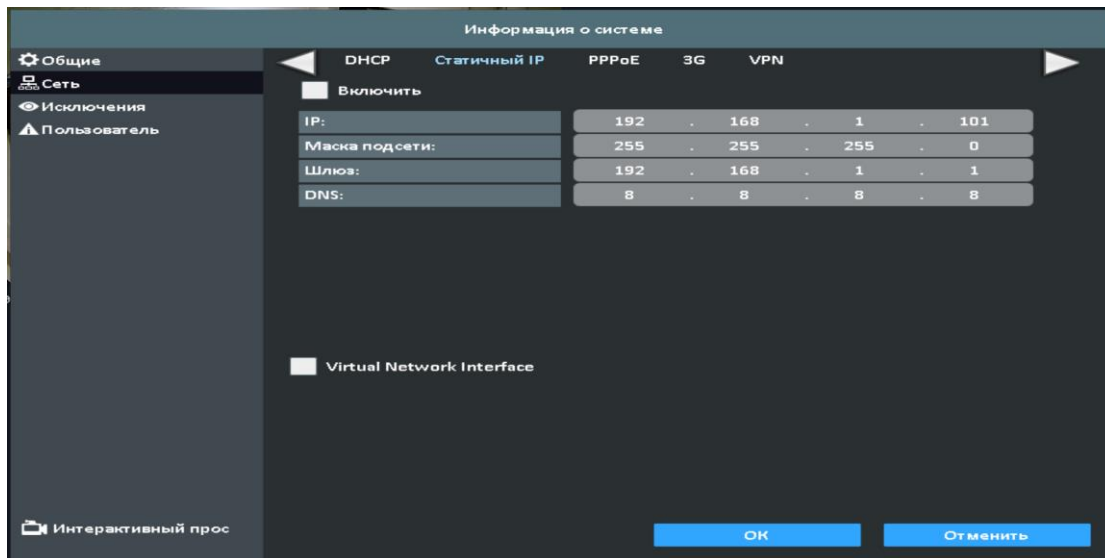 Информация о системе
Общие
Сеть
Исключения
Пользователь
DHCP Статичный IP PPPoE 3G VPN
Включить
IP: 192 . 168 . 1 . 101
Маска подсети: 255 . 255 . 255 . 0
Шлюз: 192 . 168 . 1 . 1
DNS: 8 . 8 . 8 . 8
Virtual Network Interface
Интерактивный прос
OK Отменить